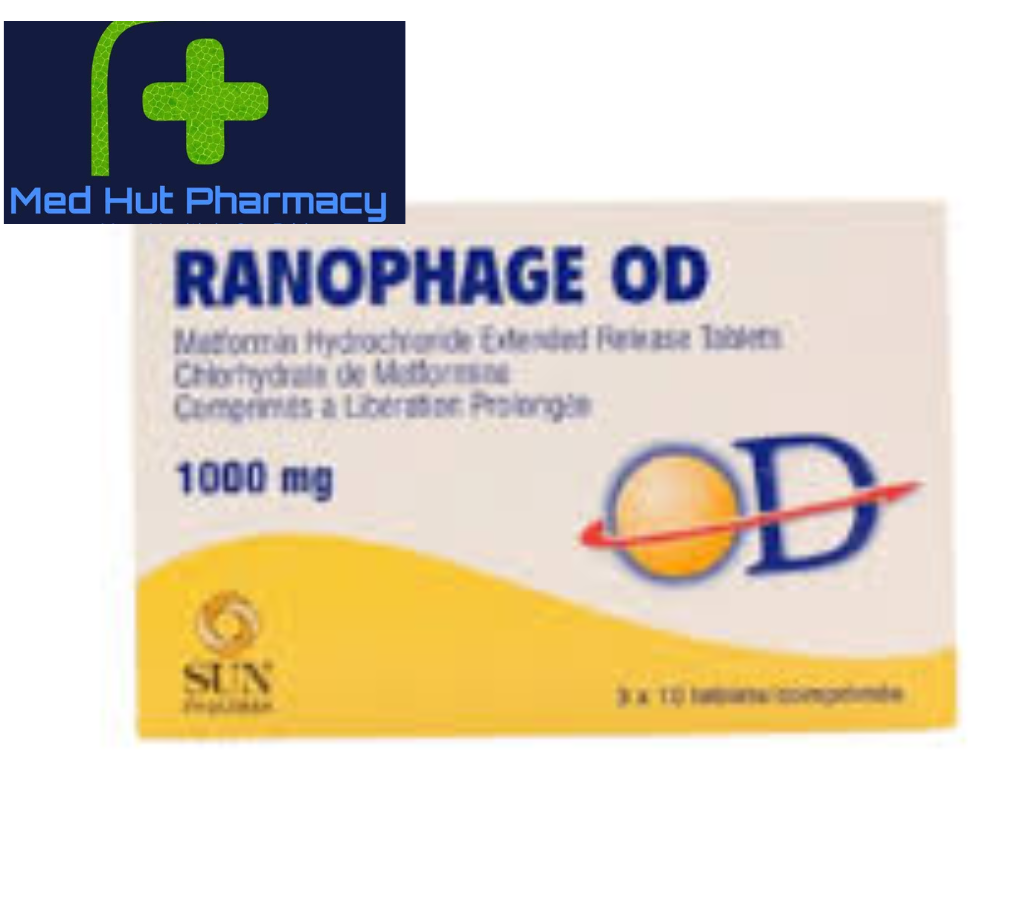 Med Hut Pharmacy
RANOPHAGE OD
Metformin Hydrochloride Extended Release Tablets
Chlorhydrate de Metformine
Comprimés à Libération Prolongée
1000 mg
OD
SUN
PHARMA
3 x 10 tablets/comprimés